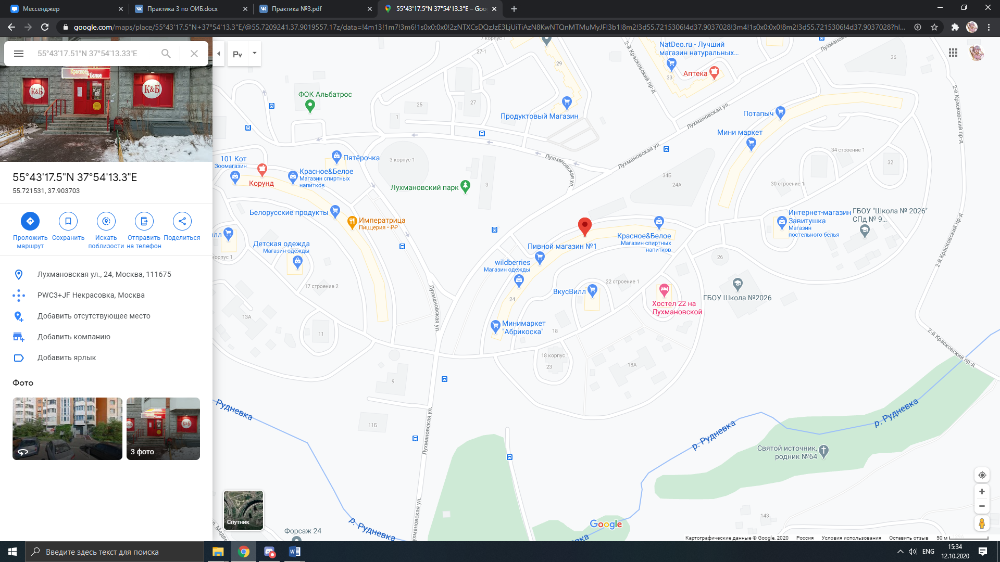 Мессенджер
Практика 3 по ОИБ.docx
Практика №3.pdf
55°43'17.5"N 37°54'13.3"E – Goo
google.com/maps/place/55°43'17.5"N+37°54'13.3"E/@55.7209241,37.9019557,17z/data=!4m13!1m7!3m6!1s0x0:0x0!2zNTXCsDQzJzE3LjUiTiAzN8KwNTQnMTMuMyJF!3b1!8m2!3d55.7215306!4d37.9037028!3m4!1s0x0:0x0!8m2!3d55.7215306!4d37.9037028?hl...
55°43'17.51"N 37°54'13.33"E
Ру
Красное Белое
К&Б
К&Б
55°43'17.5"N 37°54'13.3"E
55.721531, 37.903703
Проложить маршрут
Сохранить
Искать поблизости
Отправить на телефон
Поделиться
Лухмановская ул., 24, Москва, 111675
PWC3+JF Некрасовка, Москва
Добавить отсутствующее место
Добавить компанию
Добавить ярлык
Фото
3 фото
7 корпус 1
27-1
29
NatDeo.ru - Лучший
магазин натуральных...
33
Аптека
36
Лухмановская
2-й Красковский пр-д
2-й Красковский пр-д
ФОК Альбатрос
25
27
1
Продуктовый Магазин
Лухмановская ул.
Потапыч
Мини маркет
34 строение 1
32
30 строение 1
3 корпус 1
101 Кот
Зоомагазин
Корунд
Пятёрочка
Красное&Белое
Магазин спиртных
напитков
Лухмановская ул.
Лухмановская ул.
Лухмановский парк
3
34Б
24А
Белорусские продукты
Императрица
Пиццерия • ₽₽
лл
корпус 1
Детская одежда
Магазин одежды
Пивной магазин №1
Красное&Белое
Магазин спиртных
напитков
Интернет-магазин
Завитушка
Магазин
постельного белья
ГБОУ "Школа № 2026"
СПд № 9...
2-й Красковский пр-д
wildberries
Магазин одежды
26
17 строение 2
Лухмановская ул.
24
ВкусВилл
22 строение 1
Хостел 22 на
Лухмановской
ГБОУ Школа №2026
13А
11
Минимаркет
"Абрикоска"
18
2-й Красковский пр-д
18 корпус 1
23
18А
9
11Б
Рудневка
Лухмановская ул.
р. Рудневка
р. Рудневка
Святой источник,
родник №64
Лухмановская ул.
р. Рудневка
143
Форсаж 24
Спутник
Google
Картографические данные © Google, 2020
Россия
Условия использования
Оставить отзыв
50 м
Введите здесь текст для поиска
ENG
15:34
12.10.2020